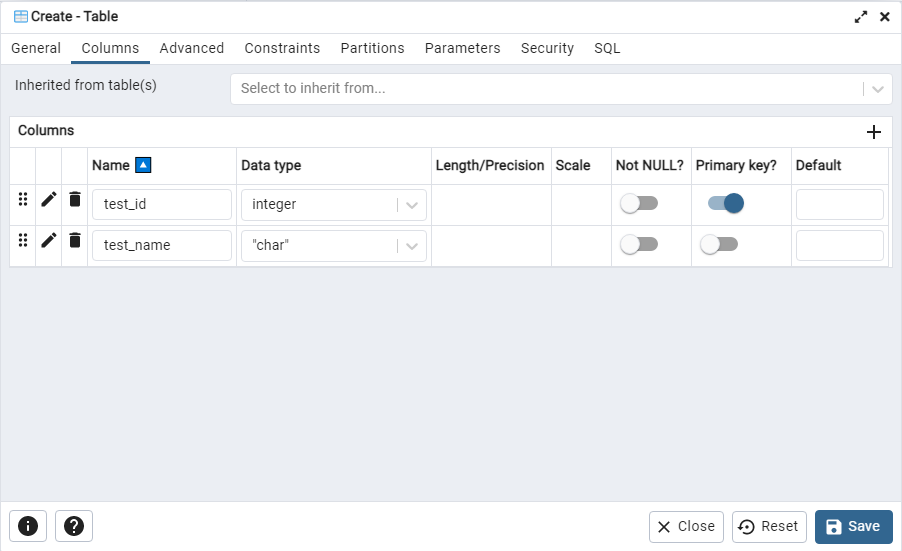 Create - Table
General Columns Advanced Constraints Partitions Parameters Security SQL
Inherited from table(s) Select to inherit from...
Columns
Name Data type Length/Precision Scale Not NULL? Primary key? Default
test_id integer
test_name "char"
Close Reset Save